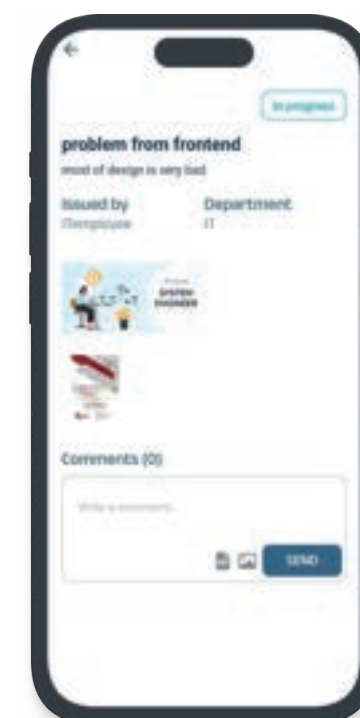 In progress
problem from frontend
most of design is very bad
Issued by Department
ITemployee IT
SYSTEM
ENGINEER
Comments (0)
Write a comment...
SEND